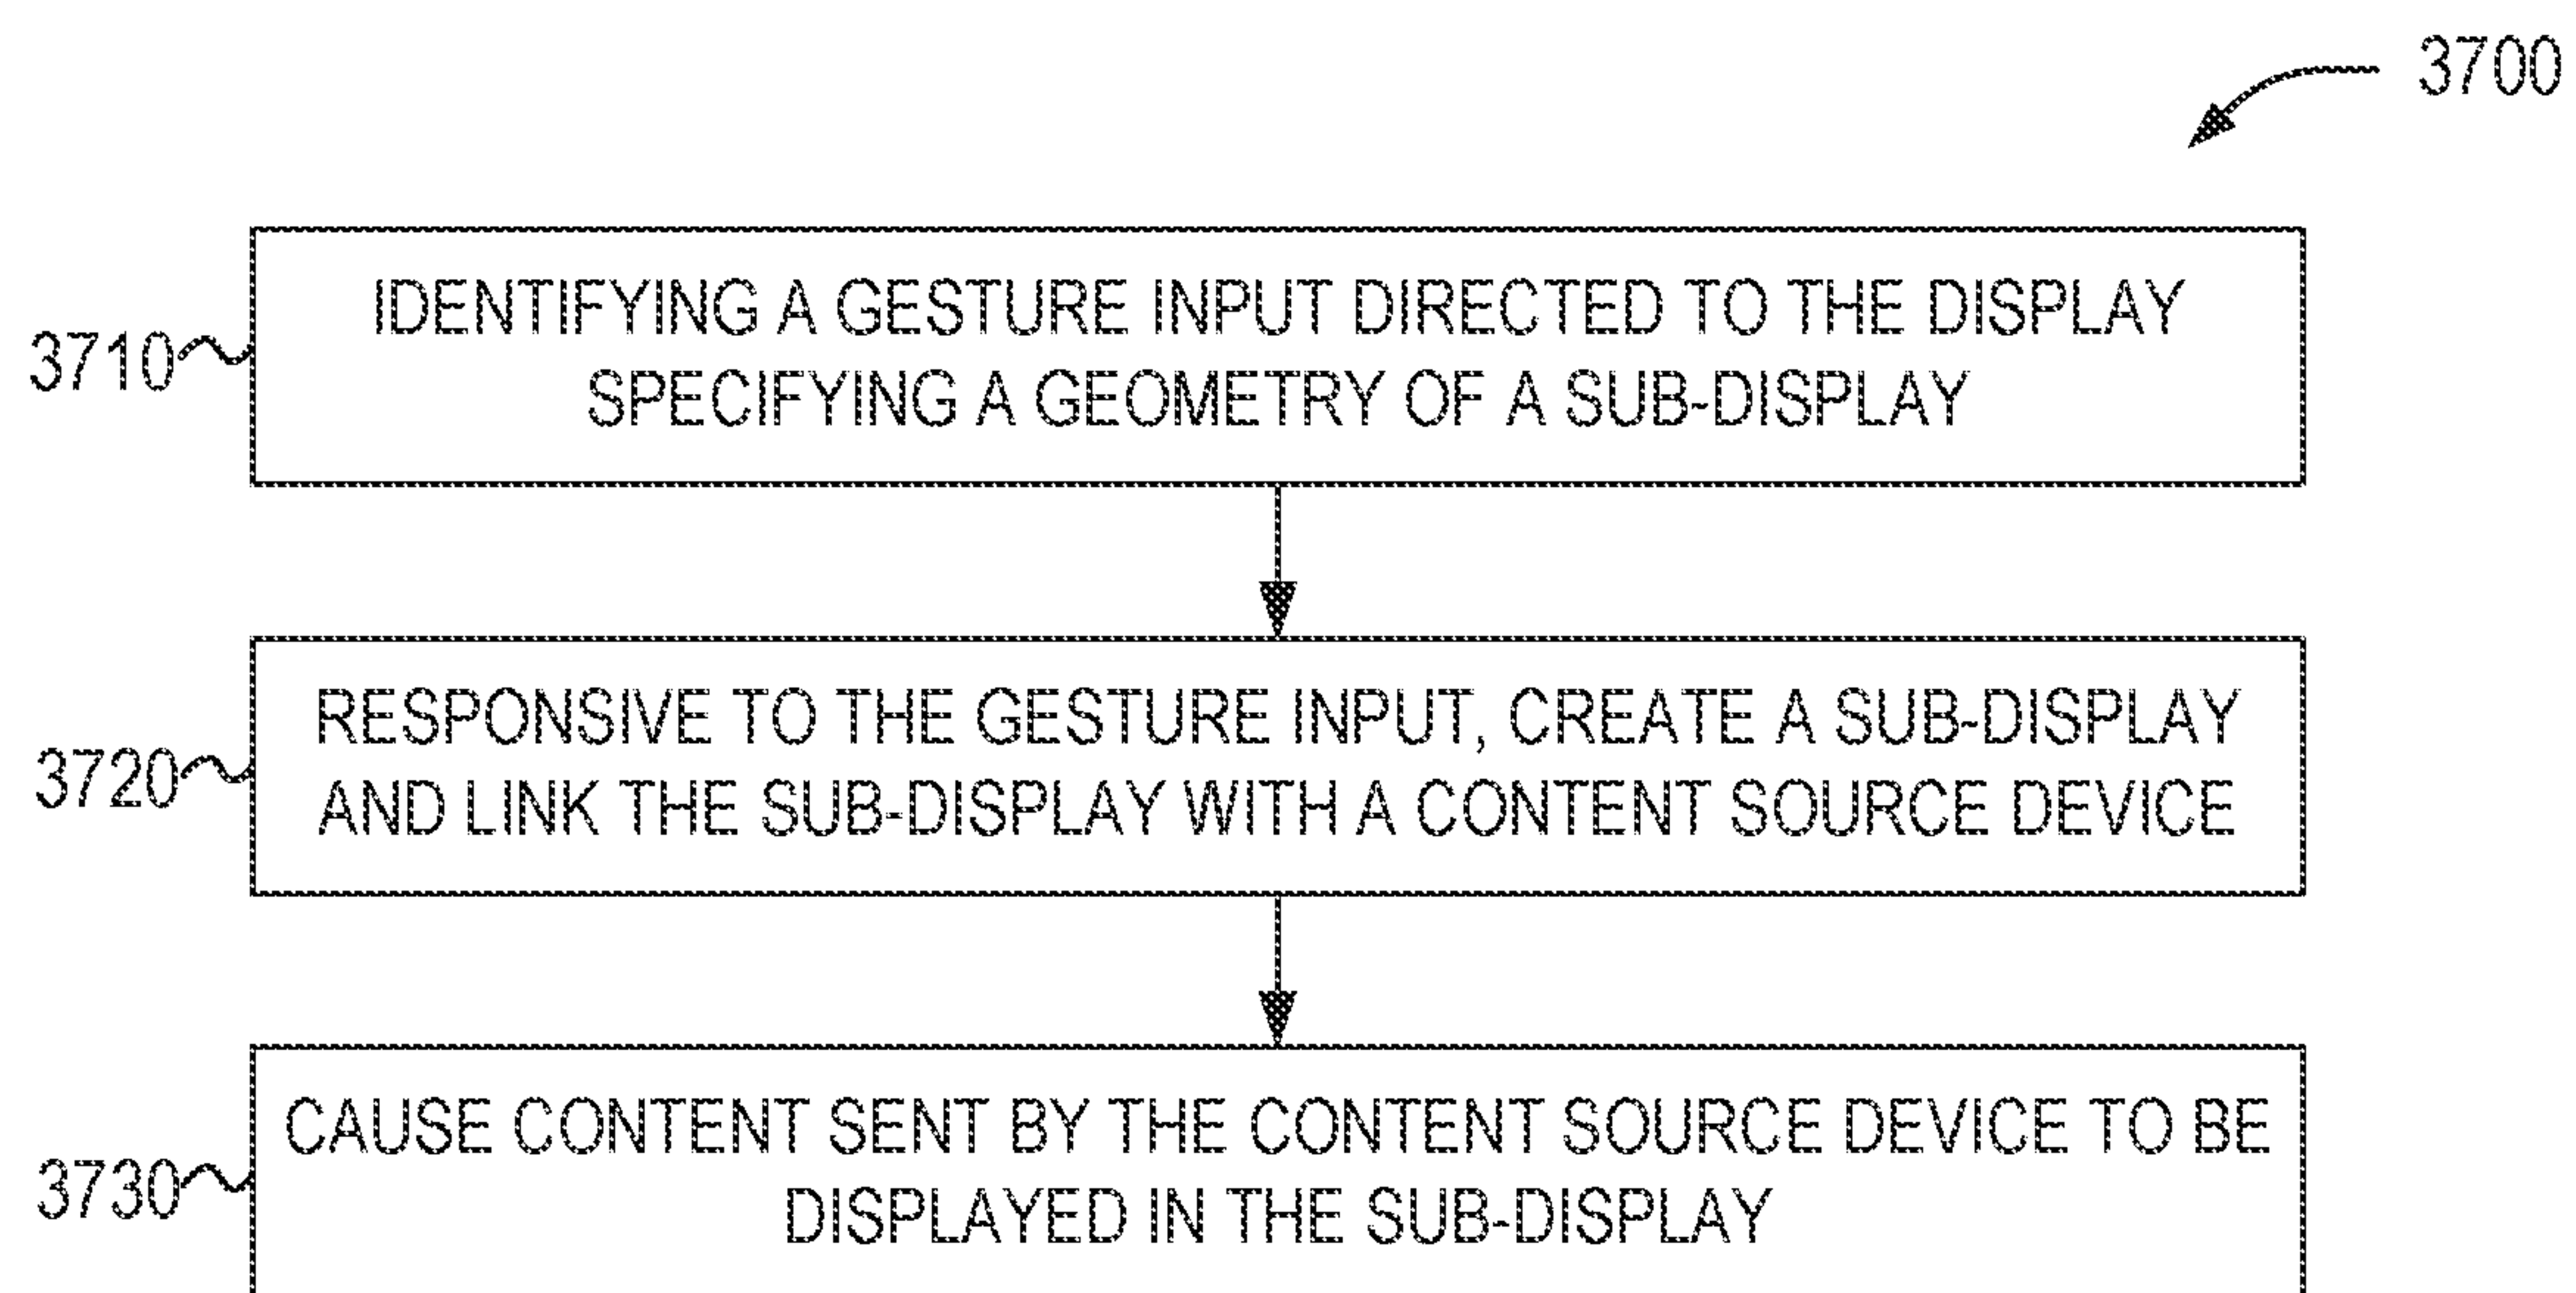 3700
IDENTIFYING A GESTURE INPUT DIRECTED TO THE DISPLAY
SPECIFYING A GEOMETRY OF A SUB-DISPLAY
3710
RESPONSIVE TO THE GESTURE INPUT, CREATE A SUB-DISPLAY
AND LINK THE SUB-DISPLAY WITH A CONTENT SOURCE DEVICE
3720
CAUSE CONTENT SENT BY THE CONTENT SOURCE DEVICE TO BE
DISPLAYED IN THE SUB-DISPLAY
3730